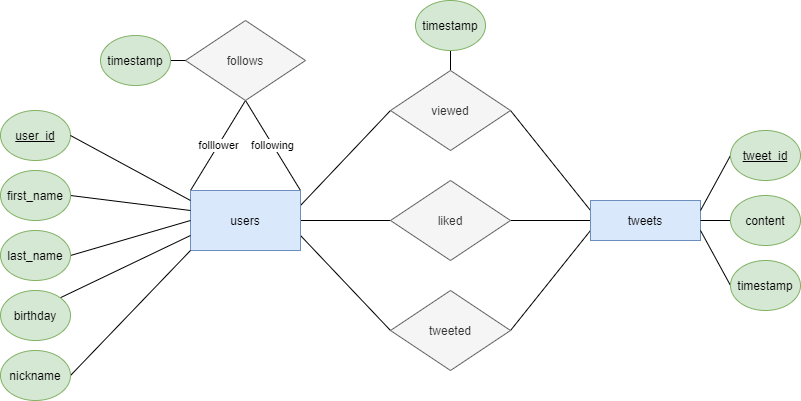 timestamp
timestamp
follows
viewed
folllower
following
user_id
first_name
last_name
birthday
nickname
users
liked
tweeted
tweets
tweet_id
content
timestamp